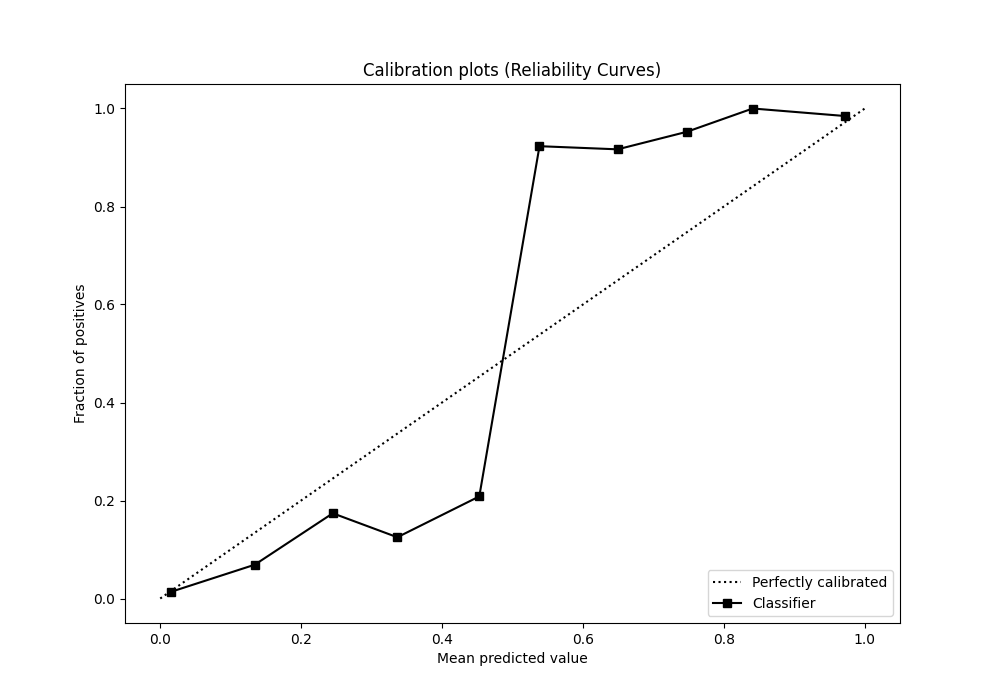 Calibration plots (Reliability Curves)
Fraction of positives
1.0
0.8
0.6
0.4
0.2
0.0
Perfectly calibrated
Classifier
0.0 0.2 0.4 0.6 0.8 1.0
Mean predicted value